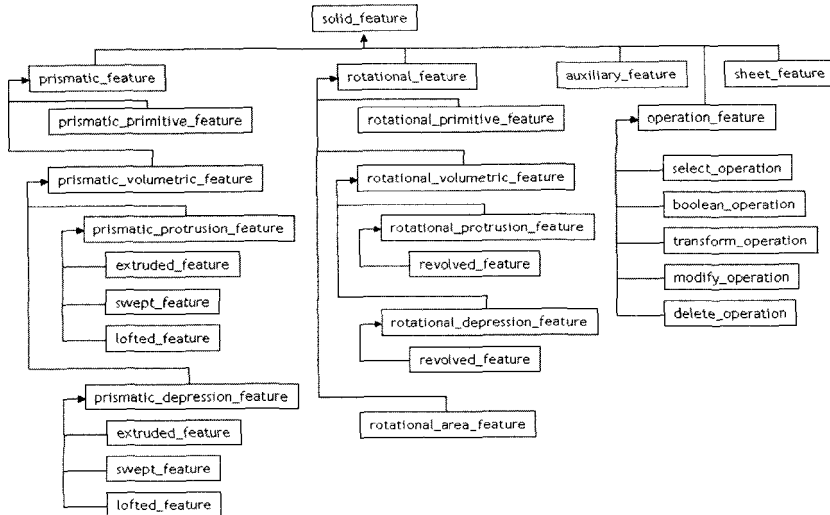 solid_feature
prismatic_feature
rotational_feature
auxiliary_feature
sheet_feature
prismatic_primitive_feature
rotational_primitive_feature
operation_feature
prismatic_volumetric_feature
rotational_volumetric_feature
select_operation
boolean_operation
transform_operation
modify_operation
delete_operation
prismatic_protrusion_feature
extruded_feature
swept_feature
lofted_feature
rotational_protrusion_feature
revolved_feature
rotational_depression_feature
revolved_feature
prismatic_depression_feature
extruded_feature
swept_feature
lofted_feature
rotational_area_feature